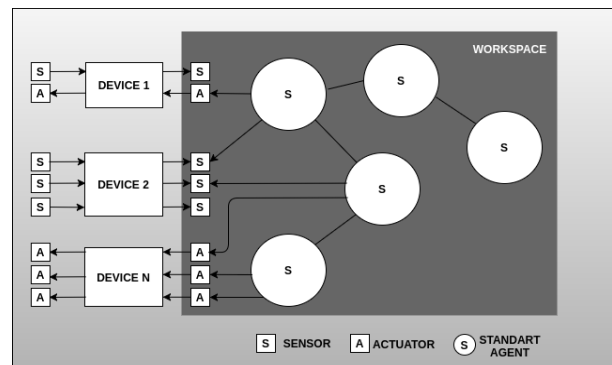 WORKSPACE
S S S
S DEVICE 1 S S
A A
S
S S
S DEVICE 2 S S
S S
A A
A DEVICE N A S
A A
S SENSOR A ACTUATOR S STANDART
AGENT